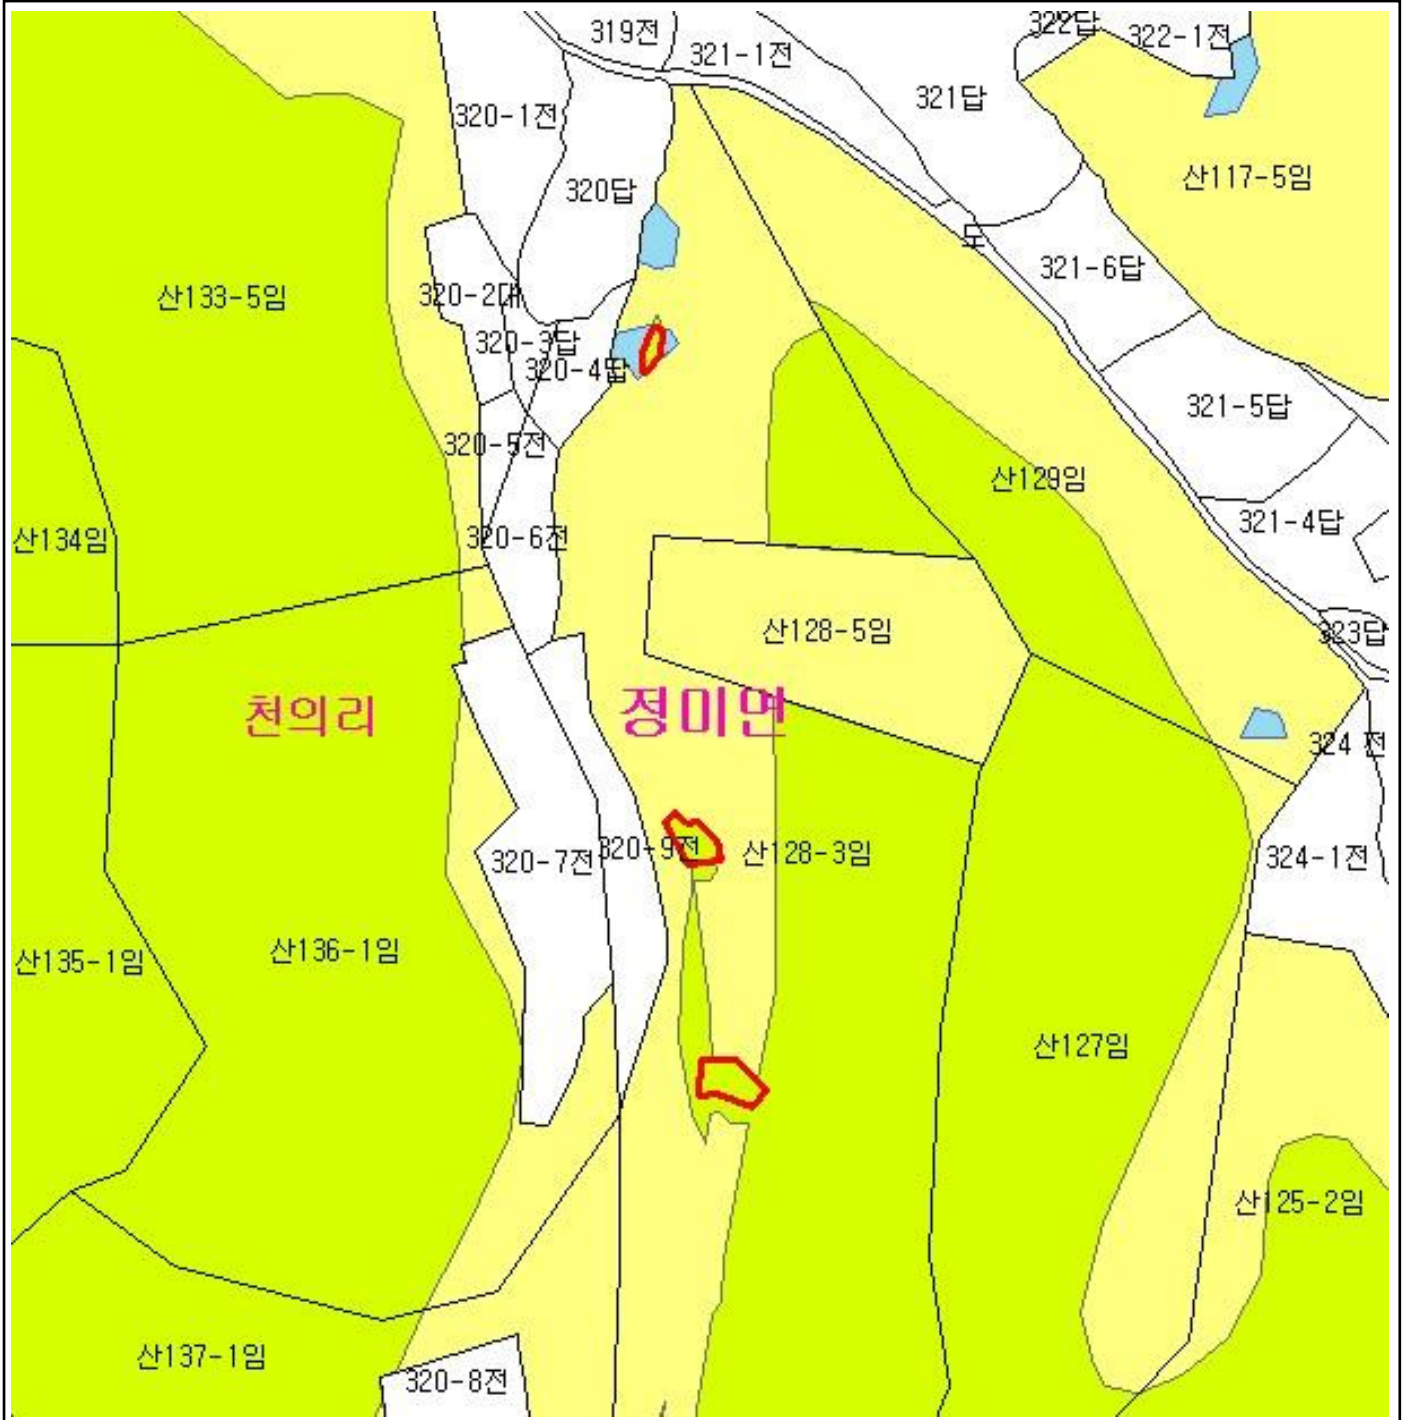 319전
322답
322-1전
321-1전
321답
320-1전
산117-5임
320답
도
321-6답
산133-5임
320-2대
320-3답
320-4답
321-5답
320-5전
산129임
321-4답
320-6전
산134임
산128-5임
323답
천의리
정미면
324 전
320-7전
320-9전
산128-3임
324-1전
산136-1임
산135-1임
산127임
산125-2임
산137-1임
320-8전